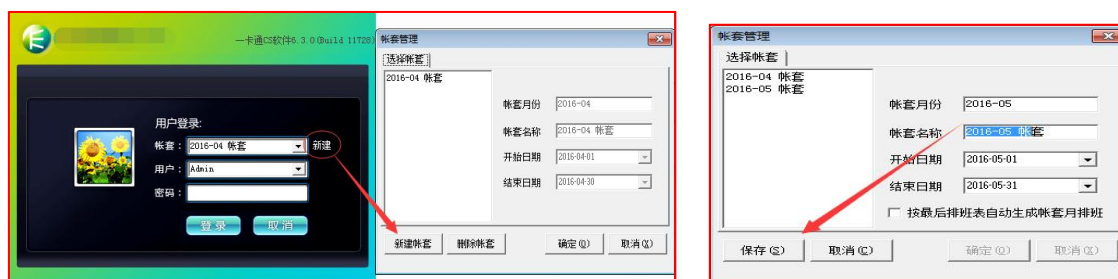 一卡通CS软件6.3.0(Build 11728)
用户登录:
帐套: 2016-04 帐套 新建
用户: Admin
密码:
登录 取消
帐套管理
选择帐套
2016-04 帐套
帐套月份 2016-04
帐套名称 2016-04 帐套
开始日期 2016-04-01
结束日期 2016-04-30
新建帐套 删除帐套 确定(O) 取消(X)
帐套管理
选择帐套
2016-04 帐套
2016-05 帐套
帐套月份 2016-05
帐套名称 2016-05 帐套
开始日期 2016-05-01
结束日期 2016-05-31
按最后排班表自动生成帐套月排班
保存(S) 取消(C) 确定(O) 取消(X)